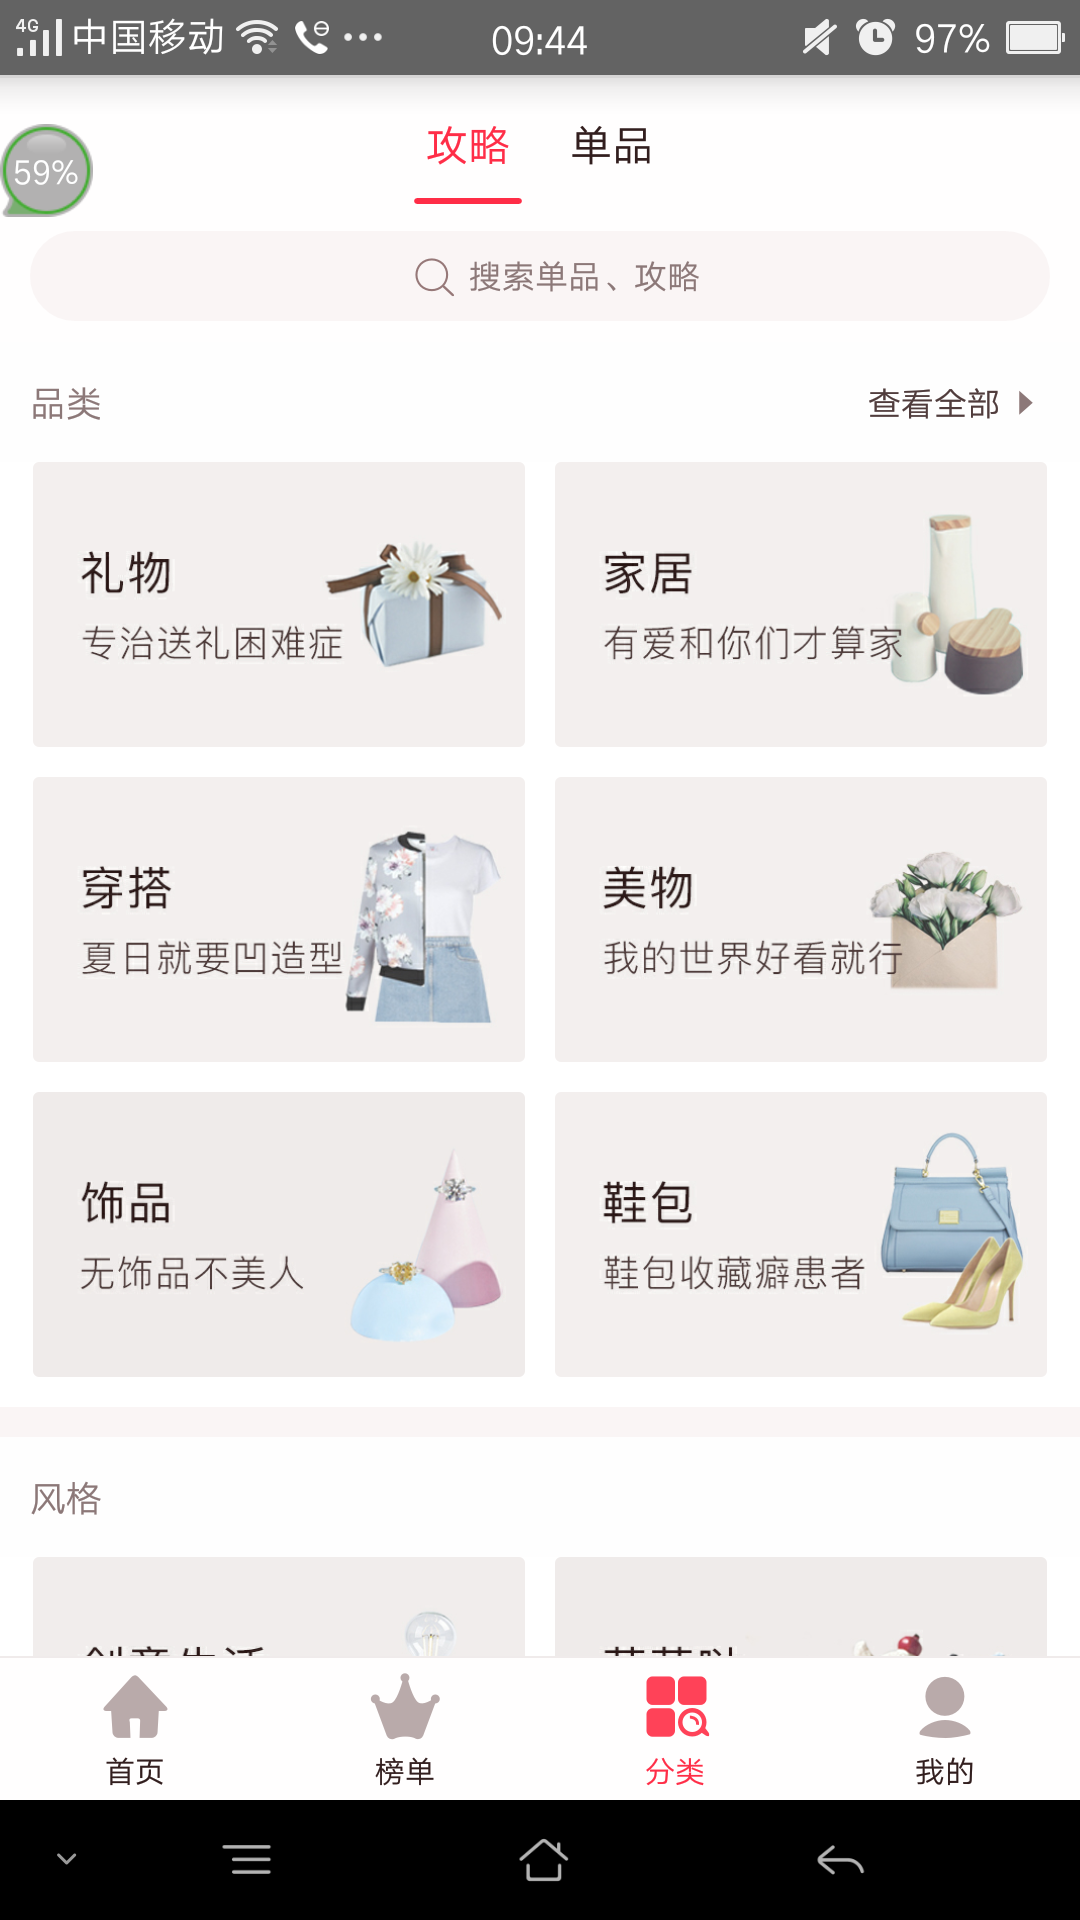 4G 中国移动 09:44 97%
59%
攻略 单品
搜索单品、攻略
品类 查看全部
礼物
专治送礼困难症
家居
有爱和你们才算家
穿搭
夏日就要凹造型
美物
我的世界好看就行
饰品
无饰品不美人
鞋包
鞋包收藏癖患者
风格
创意生活
首页 榜单 分类 我的